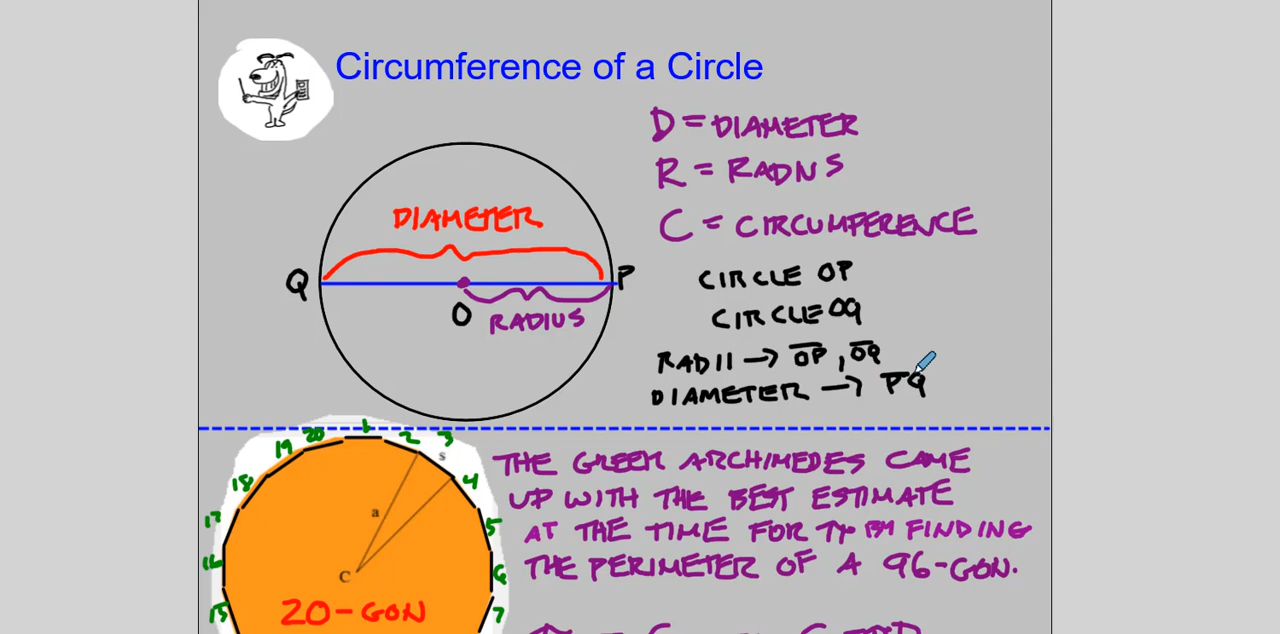 Circumference of a Circle
D = DIAMETER
R = RADIUS
C = CIRCUMFERENCE
DIAMETER
Q
P
O
RADIUS
CIRCLE OP
CIRCLE OQ
RADII → OP, OQ
DIAMETER → PQ
19 20 1 2 3
s
18 4
a
17 5
16 C 6
15 20-GON 7
THE GREEK ARCHIMEDES CAME
UP WITH THE BEST ESTIMATE
AT THE TIME FOR π BY FINDING
THE PERIMETER OF A 96-GON.